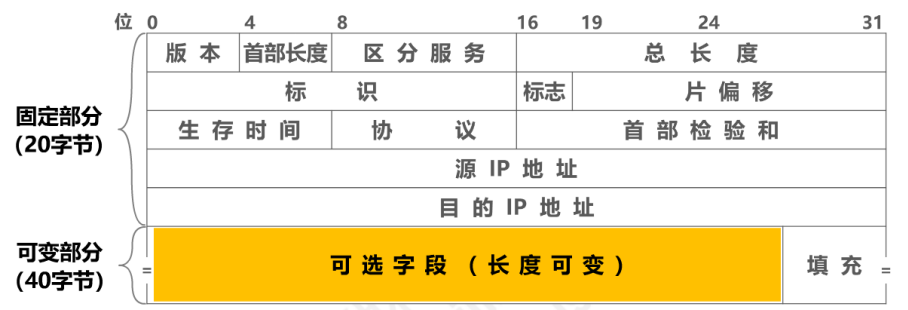 位 0 4 8 16 19 24 31
版 本 首部长度 区 分 服 务 总 长 度
标 识 标志 片 偏 移
固定部分
(20字节)
生 存 时 间 协 议 首 部 检 验 和
源 IP 地 址
目 的 IP 地 址
可变部分
(40字节)
可 选 字 段 ( 长 度 可 变 ) 填 充